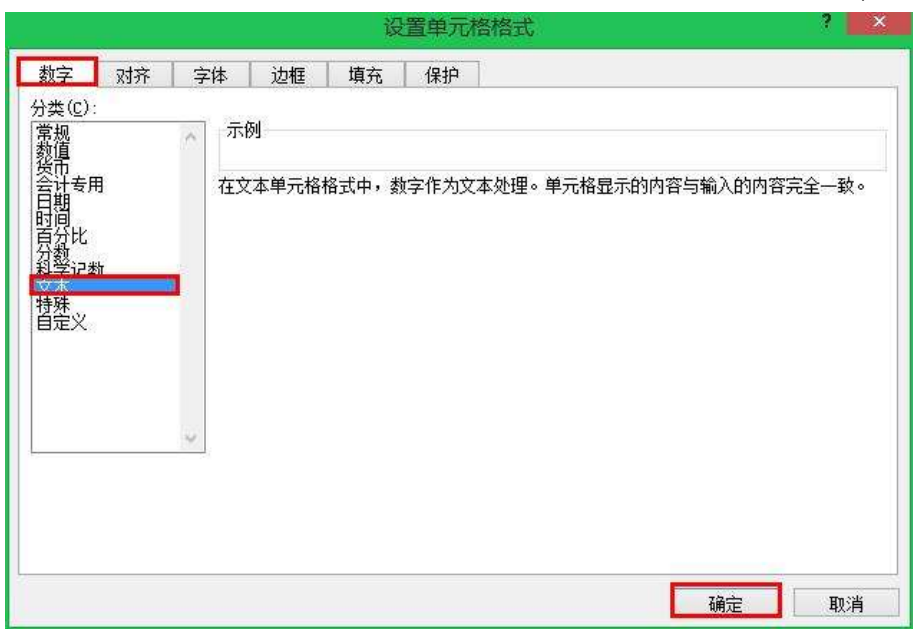 设置单元格格式
? ×
数字 对齐 字体 边框 填充 保护
分类(C):
常规
数值
货币
会计专用
日期
时间
百分比
分数
科学记数
文本
特殊
自定义
示例
在文本单元格格式中，数字作为文本处理。单元格显示的内容与输入的内容完全一致。
确定 取消